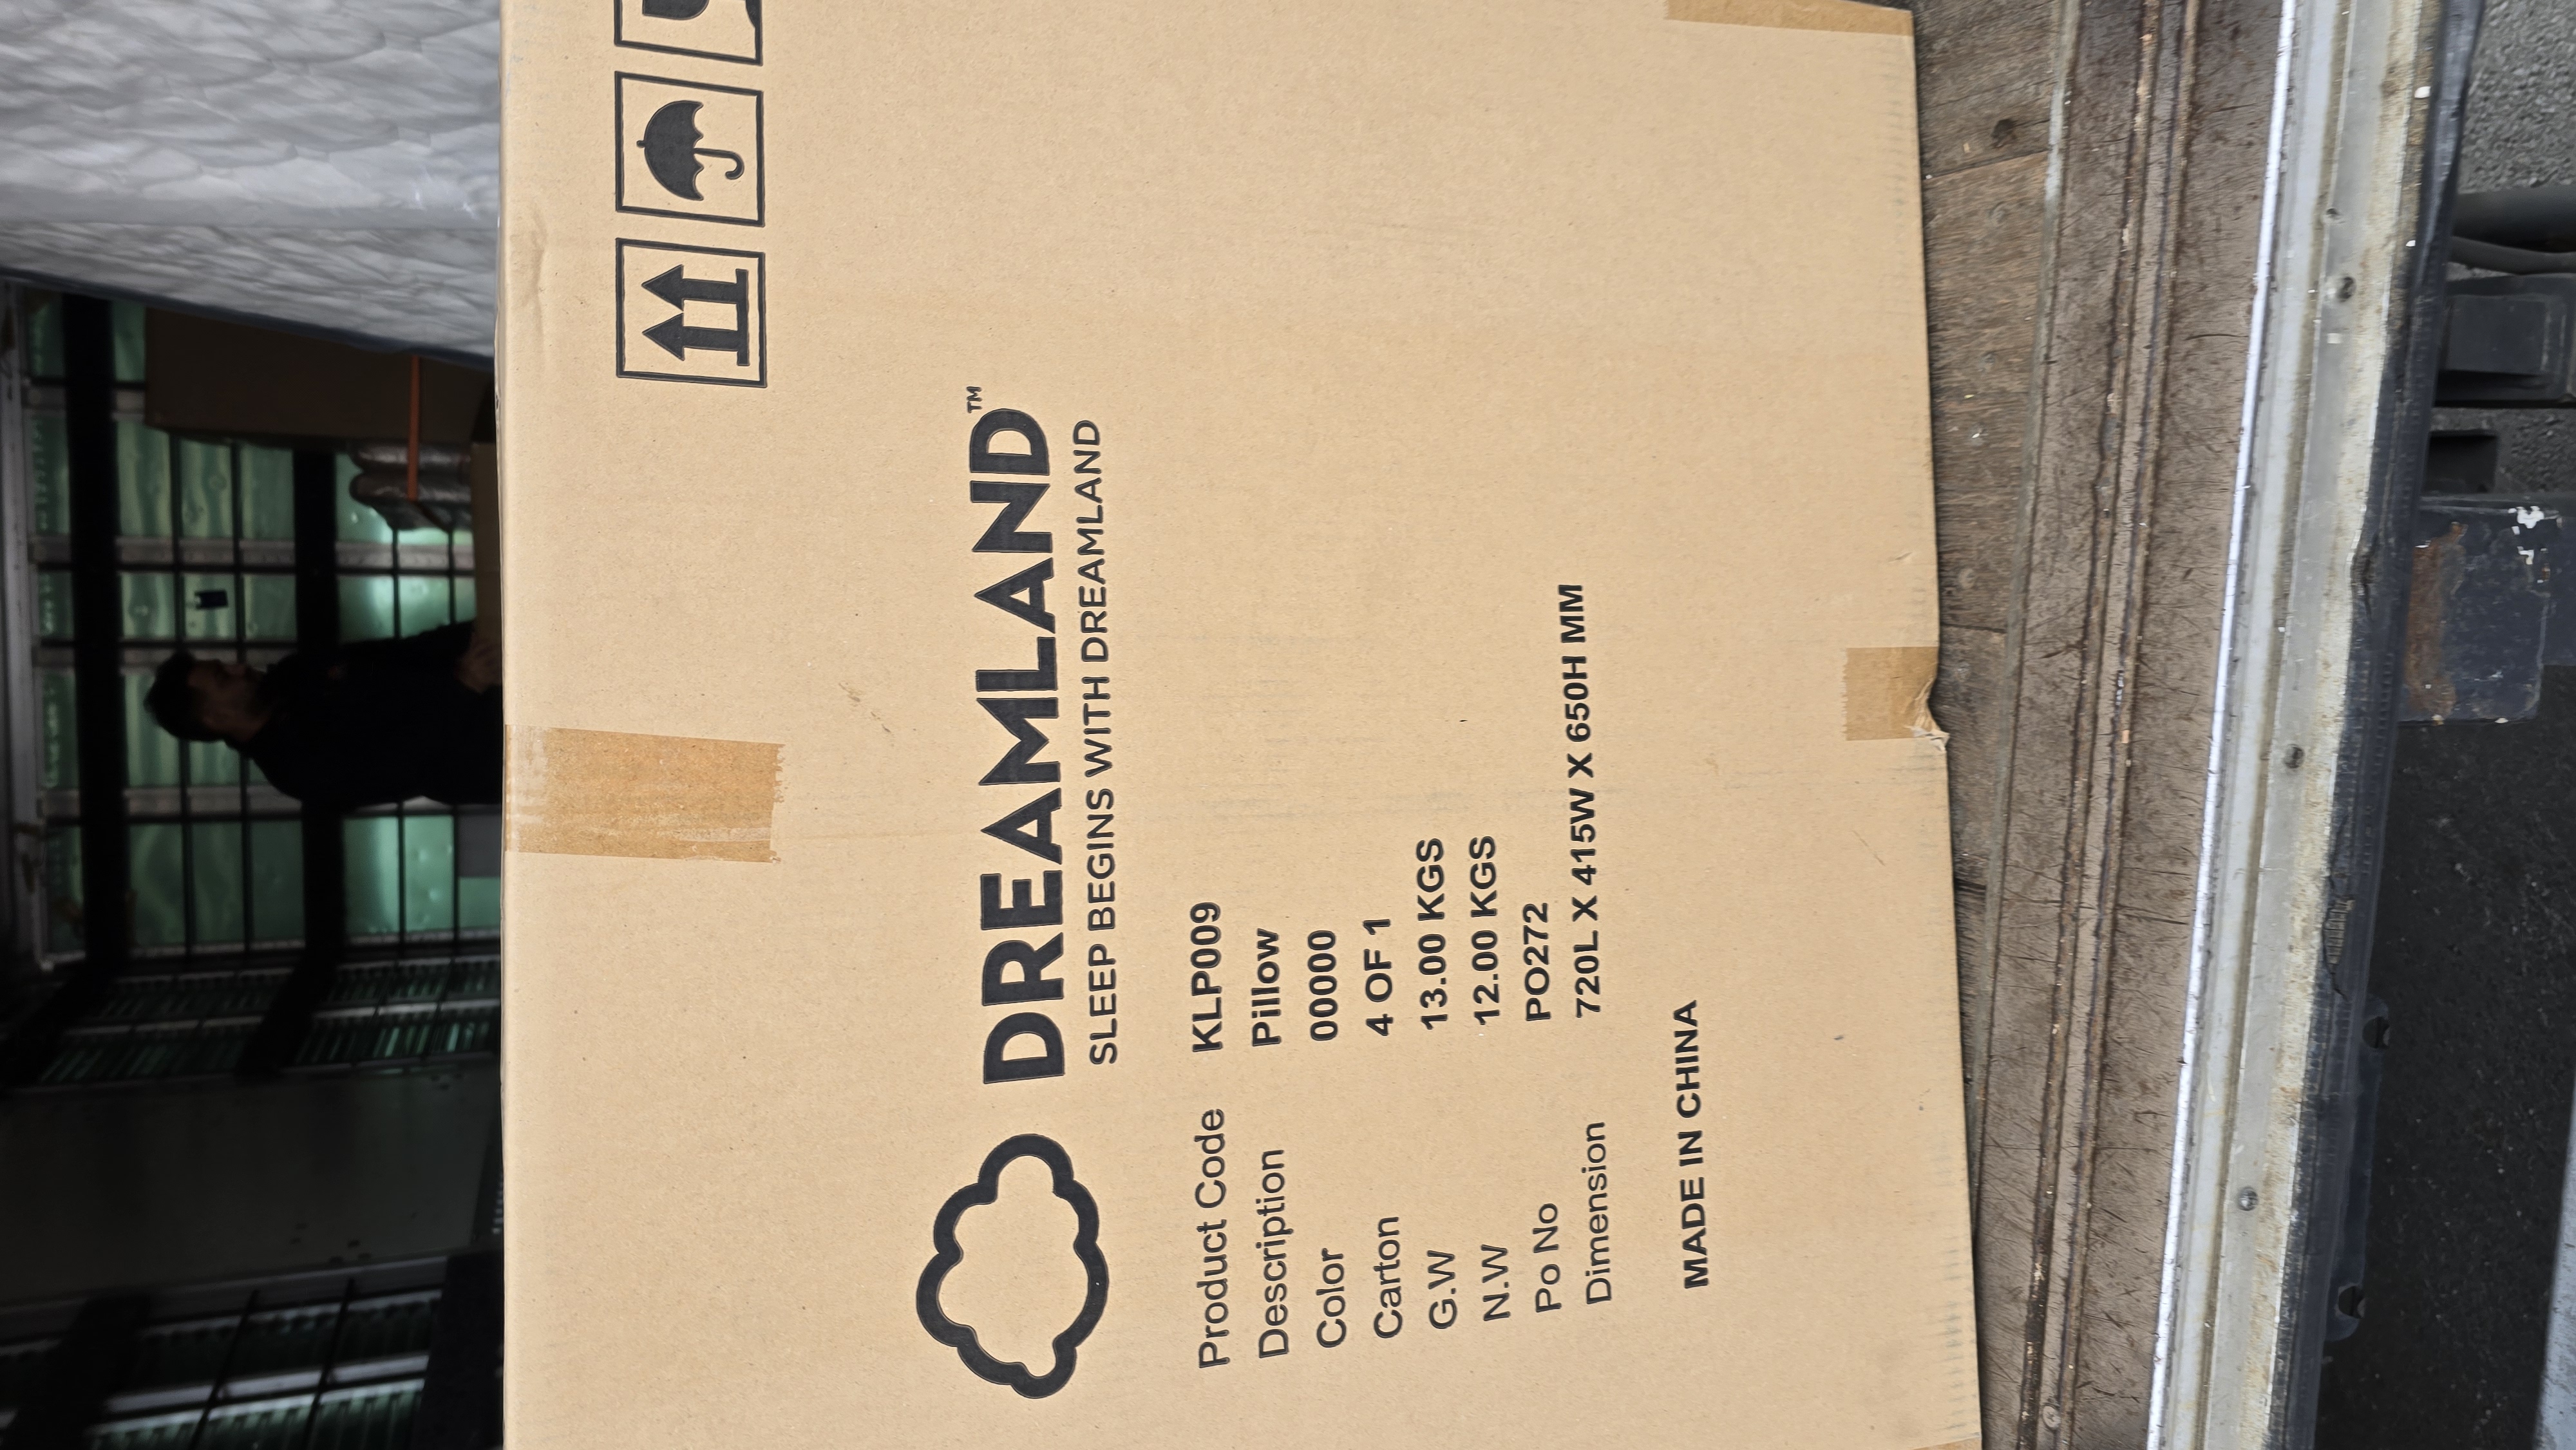 DREAMLAND™
SLEEP BEGINS WITH DREAMLAND
Product Code KLP009
Description Pillow
Color 00000
Carton 4 OF 1
G.W 13.00 KGS
N.W 12.00 KGS
Po No PO272
Dimension 720L X 415W X 650H MM
MADE IN CHINA